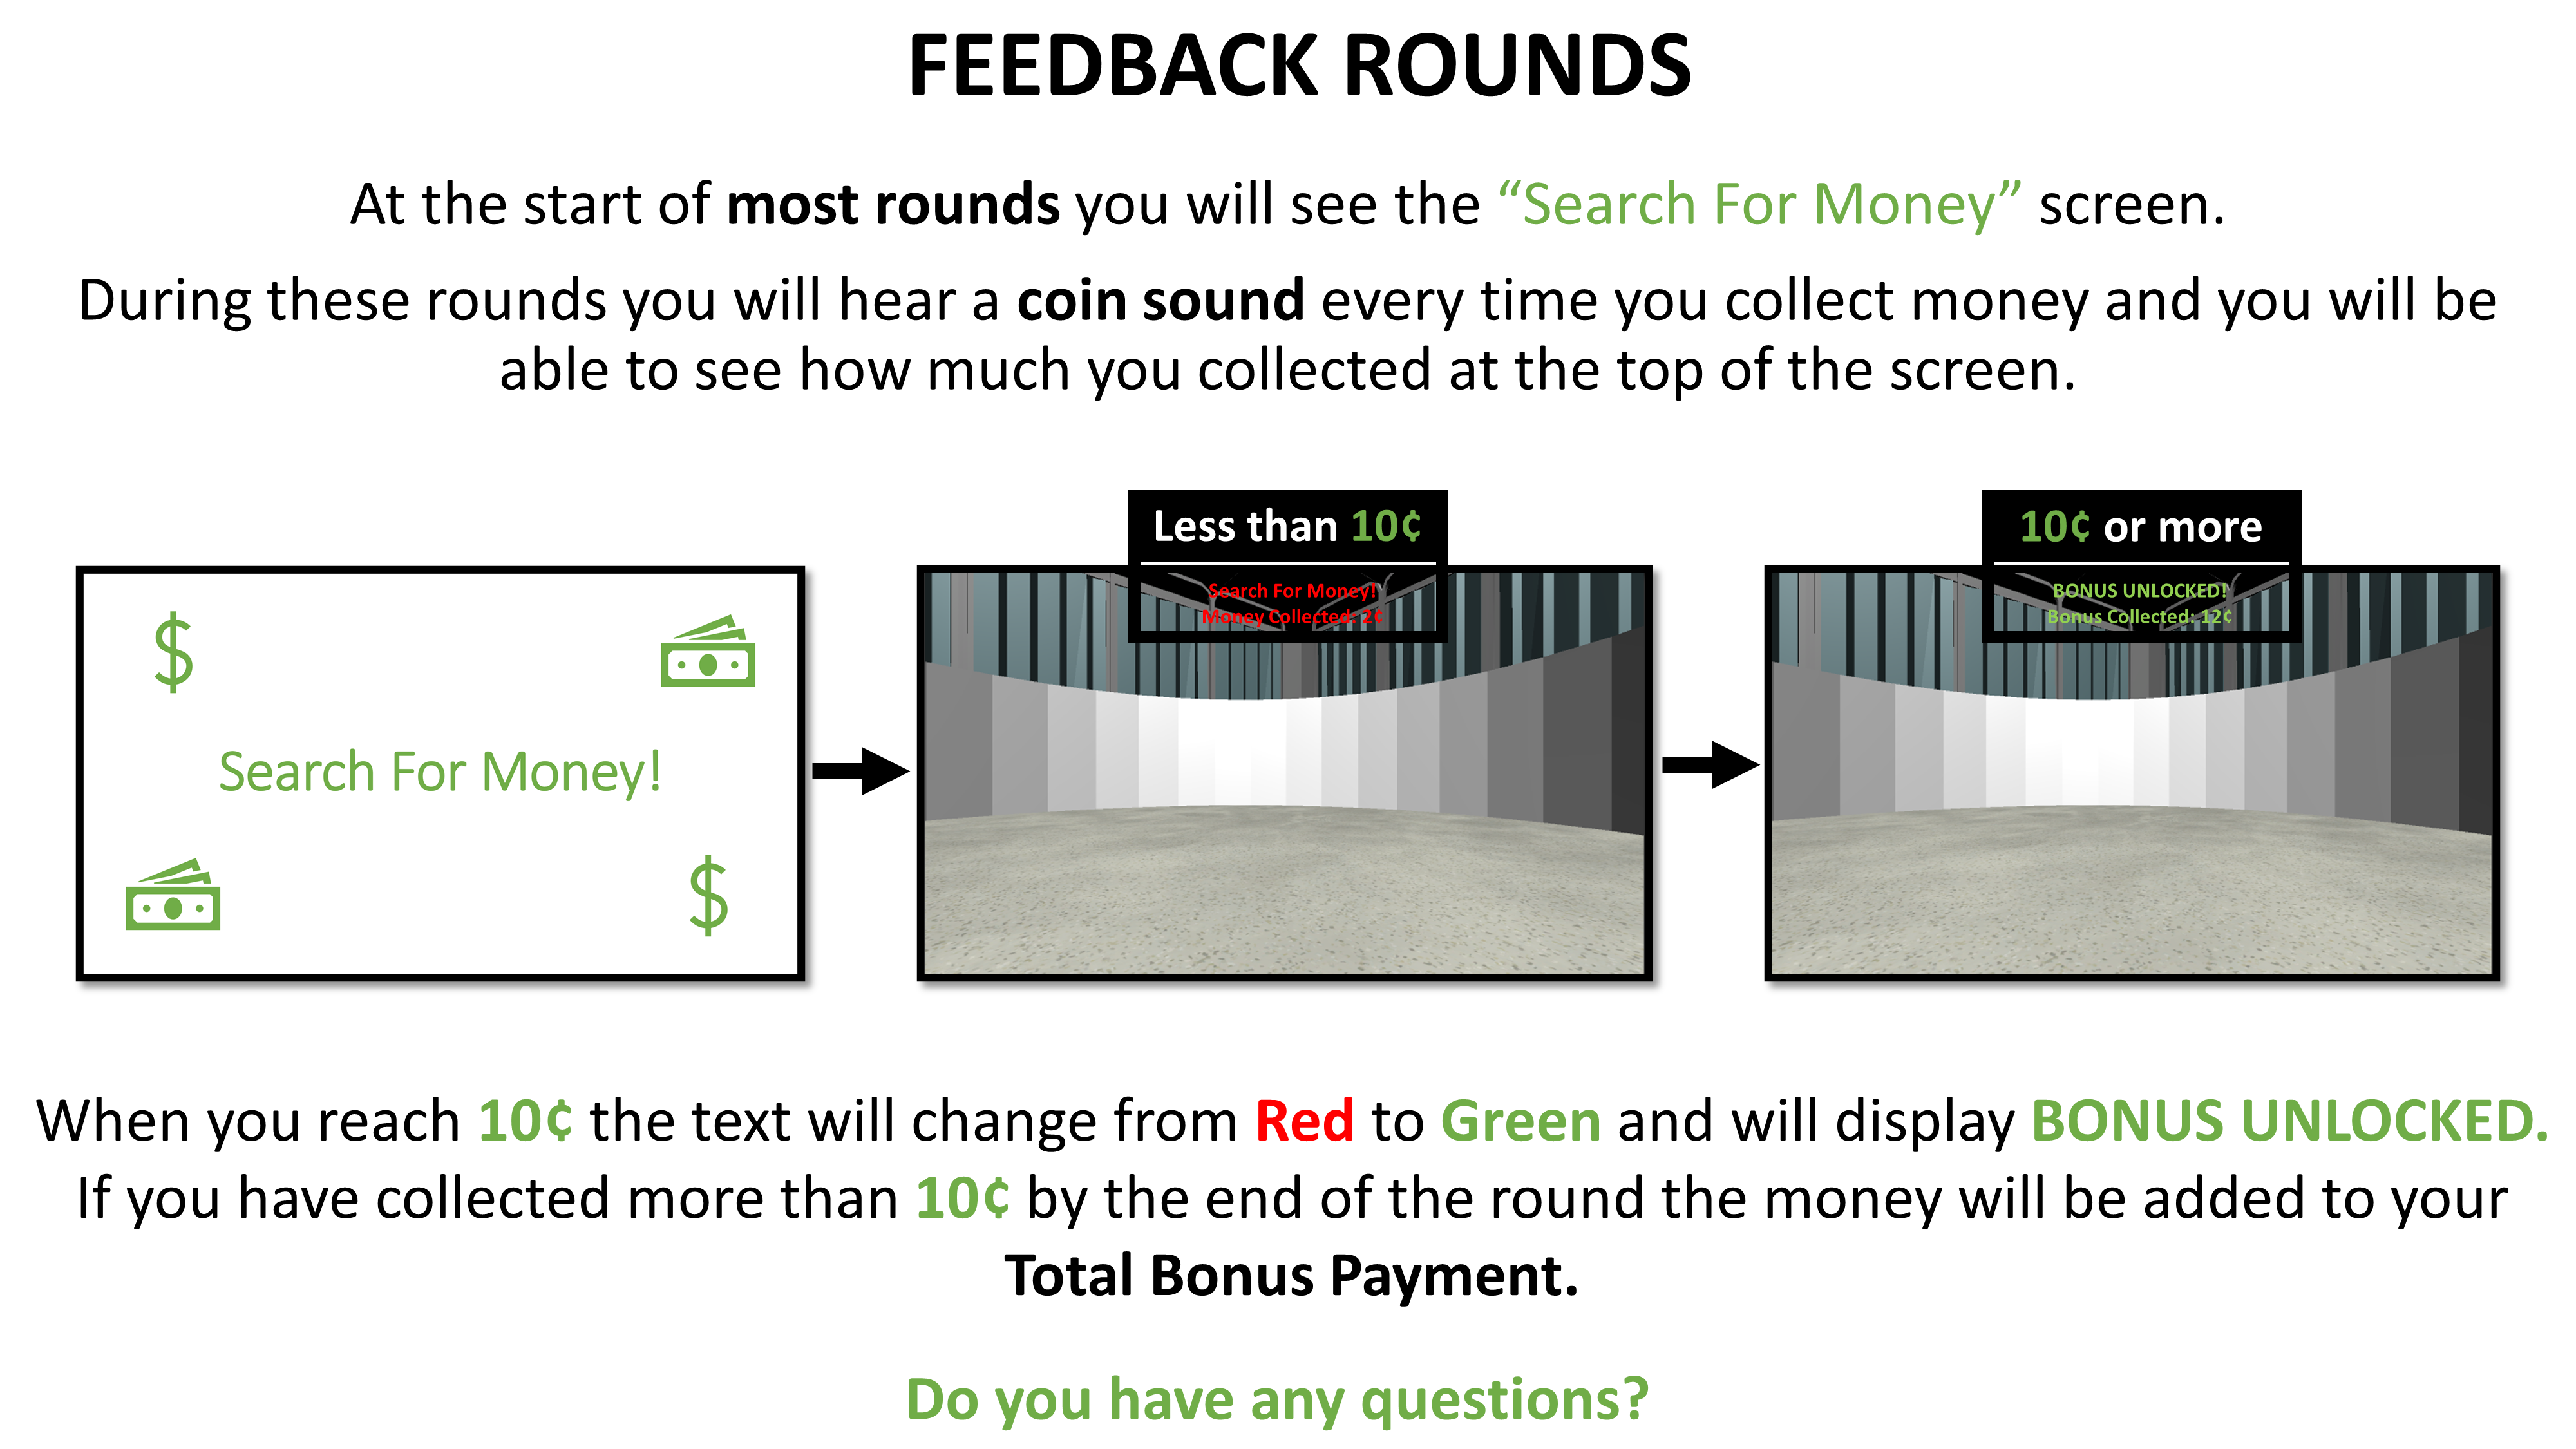 FEEDBACK ROUNDS
At the start of most rounds you will see the “Search For Money” screen.
During these rounds you will hear a coin sound every time you collect money and you will be
able to see how much you collected at the top of the screen.
Less than 10¢
10¢ or more
Search For Money!
Money Collected: 2¢
BONUS UNLOCKED!
Bonus Collected: 12¢
$
$
Search For Money!
When you reach 10¢ the text will change from Red to Green and will display BONUS UNLOCKED.
If you have collected more than 10¢ by the end of the round the money will be added to your
Total Bonus Payment.
Do you have any questions?